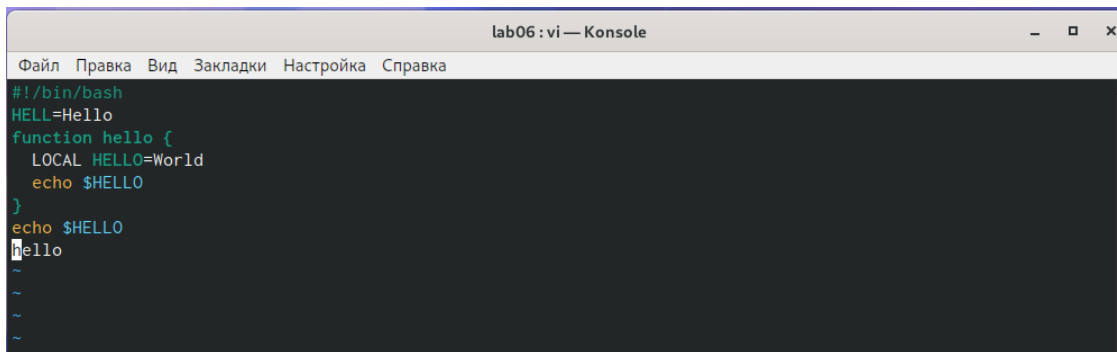 lab06 : vi — Konsole
Файл Правка Вид Закладки Настройка Справка
#!/bin/bash
HELL=Hello
function hello {
  LOCAL HELLO=World
  echo $HELLO
}
echo $HELLO
hello
~
~
~
~